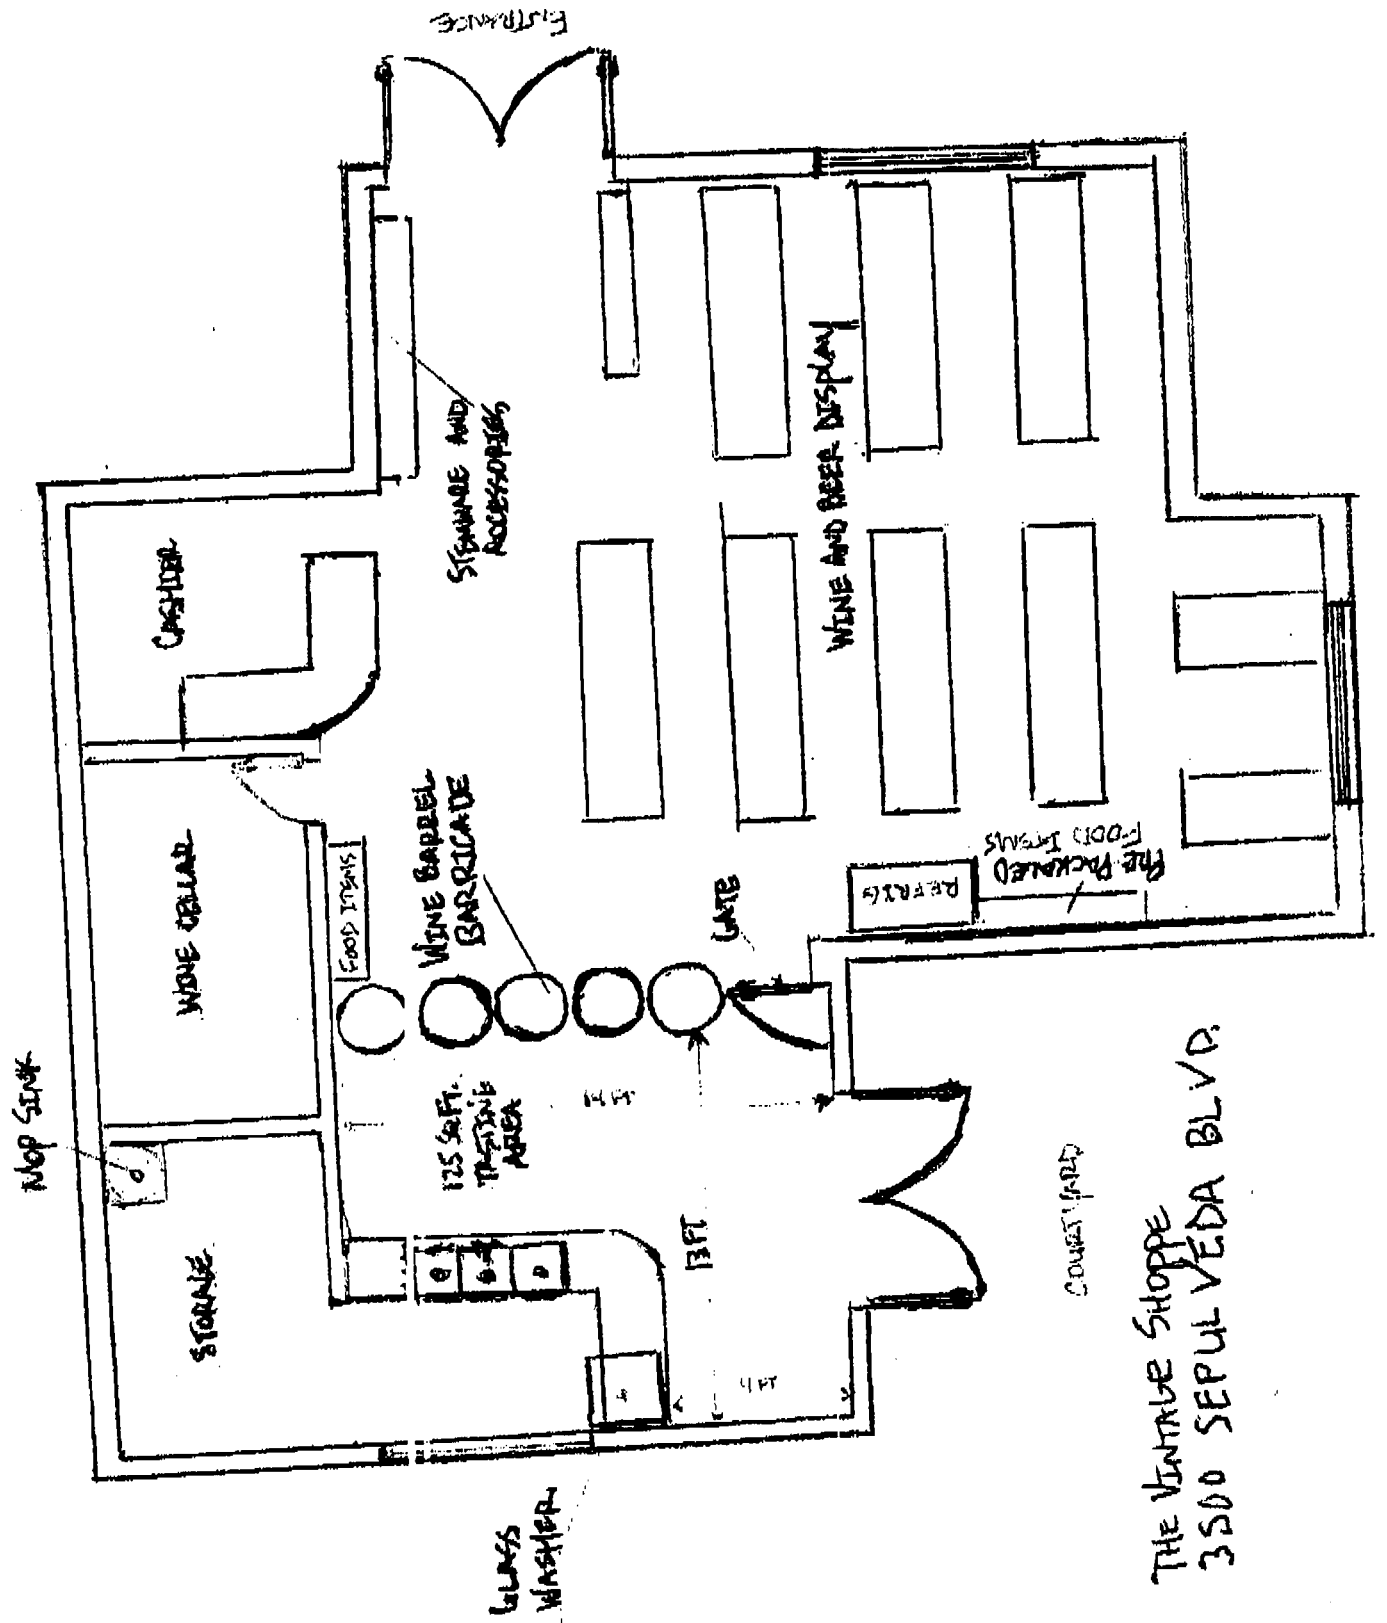 ENTRANCE
STEMWARE AND
ACCESSORIES
CASHIER
WINE AND BEER DISPLAY
WINE CELLAR
FOOD ITEMS
WINE BARREL
BARRICADE
GATE
REFRIG
PRE PACKAGED
FOOD ITEMS
MOP SINK
STORAGE
125 SQ FT.
TASTING
AREA
13 FT
4 FT
COURTYARD
GLASS
WASHER
THE VINTAGE SHOPPE
3500 SEPULVEDA BLVD.